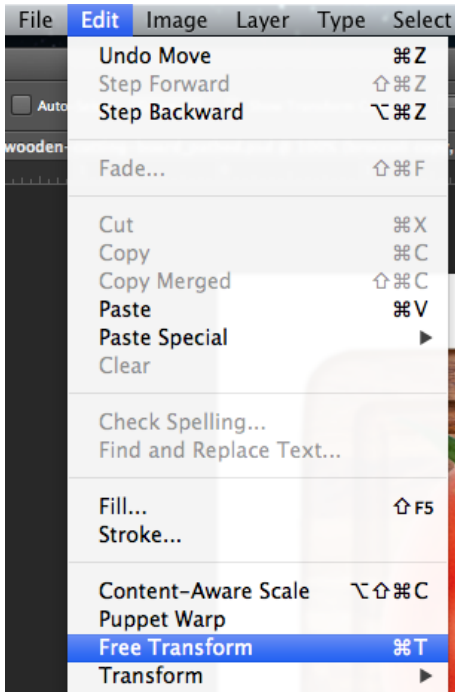 File Edit Image Layer Type Select
Undo Move ⌘Z
Step Forward ⇧⌘Z
Auto
Step Backward ⌥⌘Z
wooden-
Fade... ⇧⌘F
Cut ⌘X
Copy ⌘C
Copy Merged ⇧⌘C
Paste ⌘V
Paste Special ▶
Clear
Check Spelling...
Find and Replace Text...
Fill... ⇧F5
Stroke...
Content-Aware Scale ⌥⇧⌘C
Puppet Warp
Free Transform ⌘T
Transform ▶